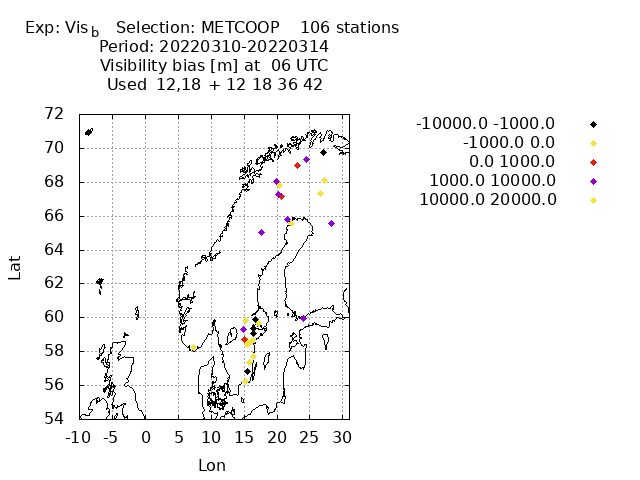 Exp: Vis b Selection: METCOOP 106 stations
Period: 20220310-20220314
Visibility bias [m] at 06 UTC
Used 12,18 + 12 18 36 42
72
70
68
66
64
62
60
58
56
54
Lat
-10 -5 0 5 10 15 20 25 30
Lon
-10000.0 -1000.0
-1000.0 0.0
0.0 1000.0
1000.0 10000.0
10000.0 20000.0